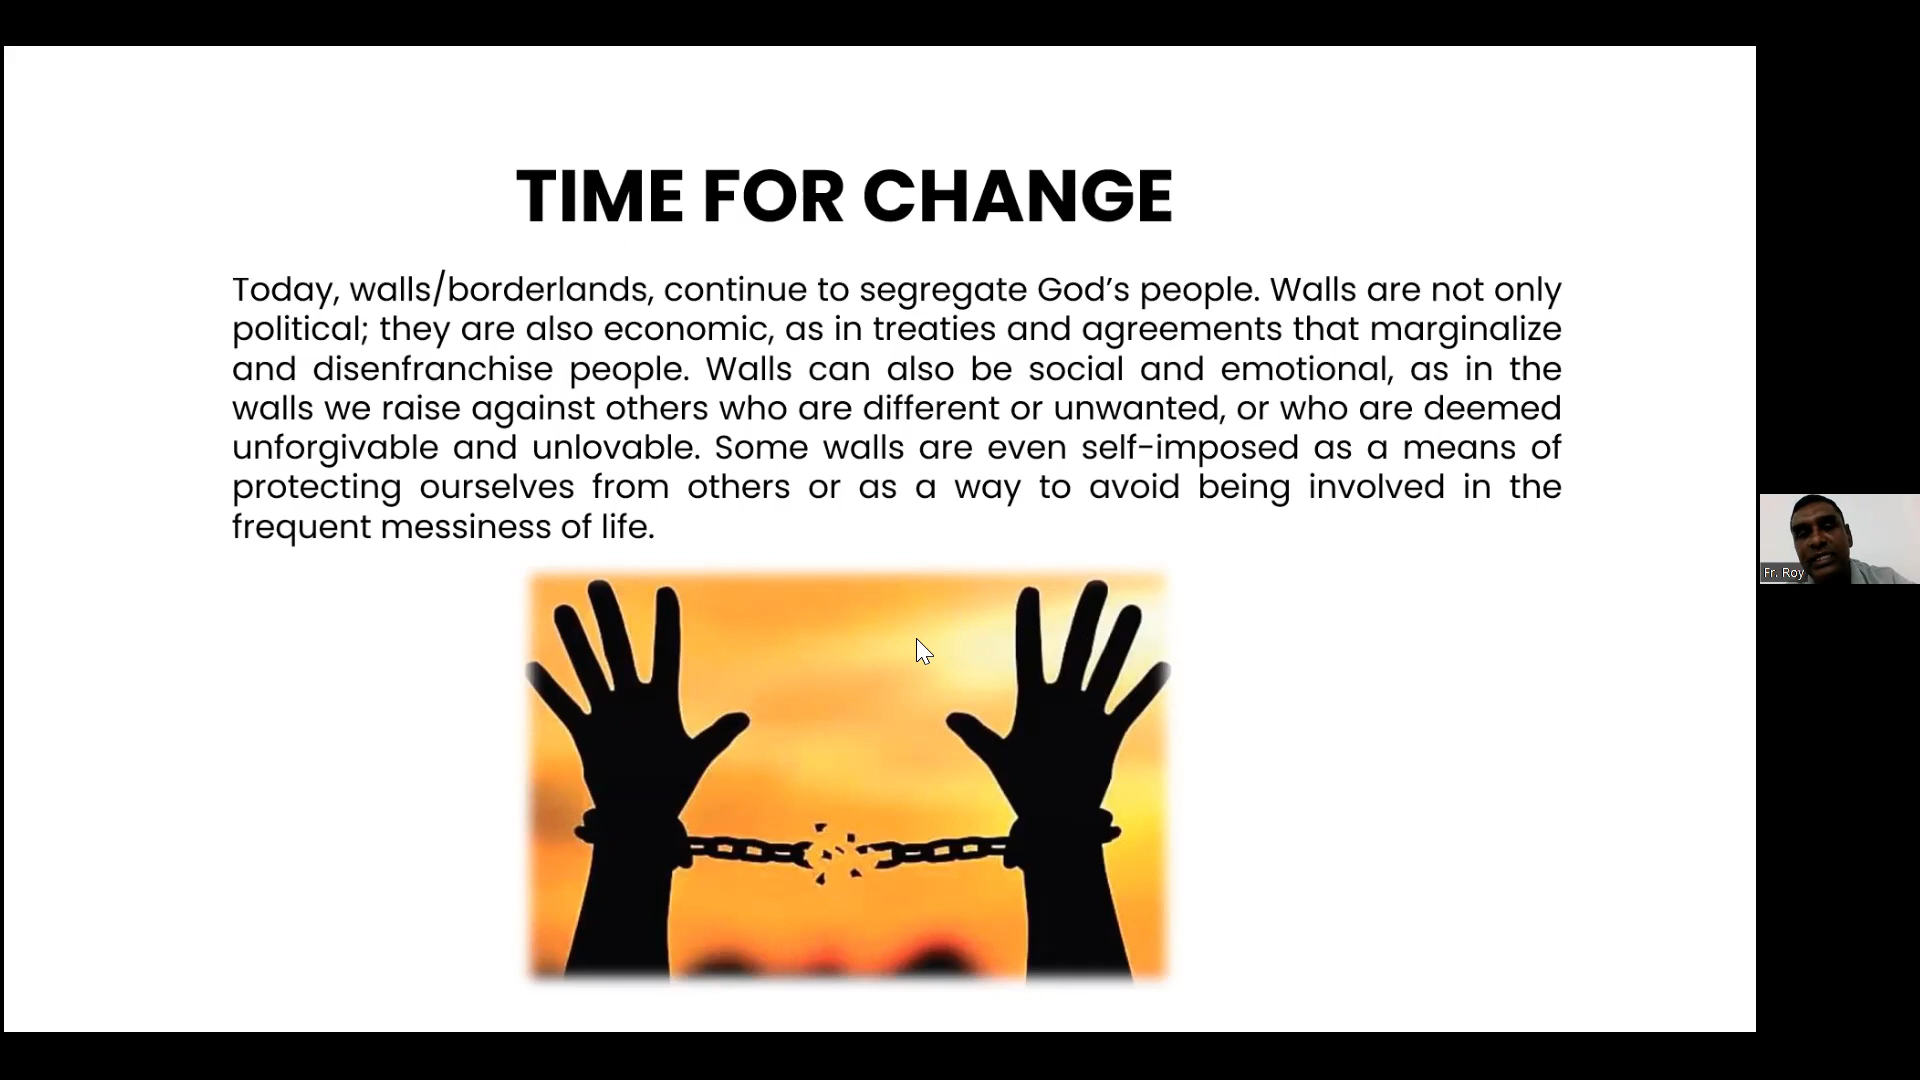 TIME FOR CHANGE
Today, walls/borderlands, continue to segregate God’s people. Walls are not only
political; they are also economic, as in treaties and agreements that marginalize
and disenfranchise people. Walls can also be social and emotional, as in the
walls we raise against others who are different or unwanted, or who are deemed
unforgivable and unlovable. Some walls are even self-imposed as a means of
protecting ourselves from others or as a way to avoid being involved in the
frequent messiness of life.
Fr. Roy